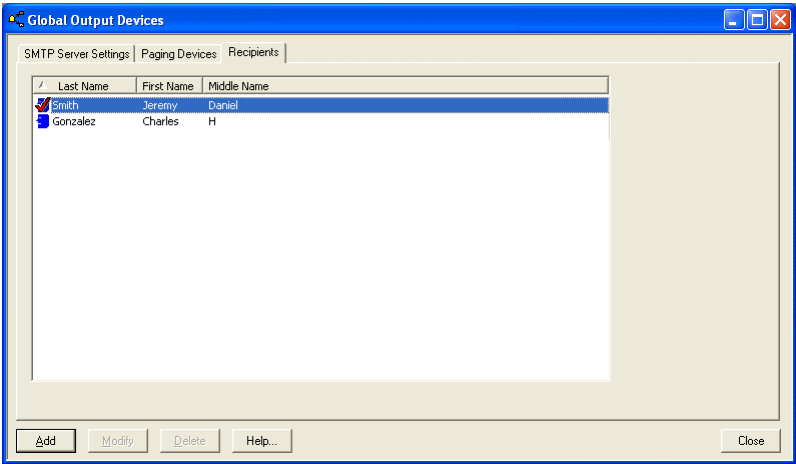 Global Output Devices
SMTP Server Settings Paging Devices Recipients
Last Name First Name Middle Name
Smith Jeremy Daniel
Gonzalez Charles H
Add Modify Delete Help... Close